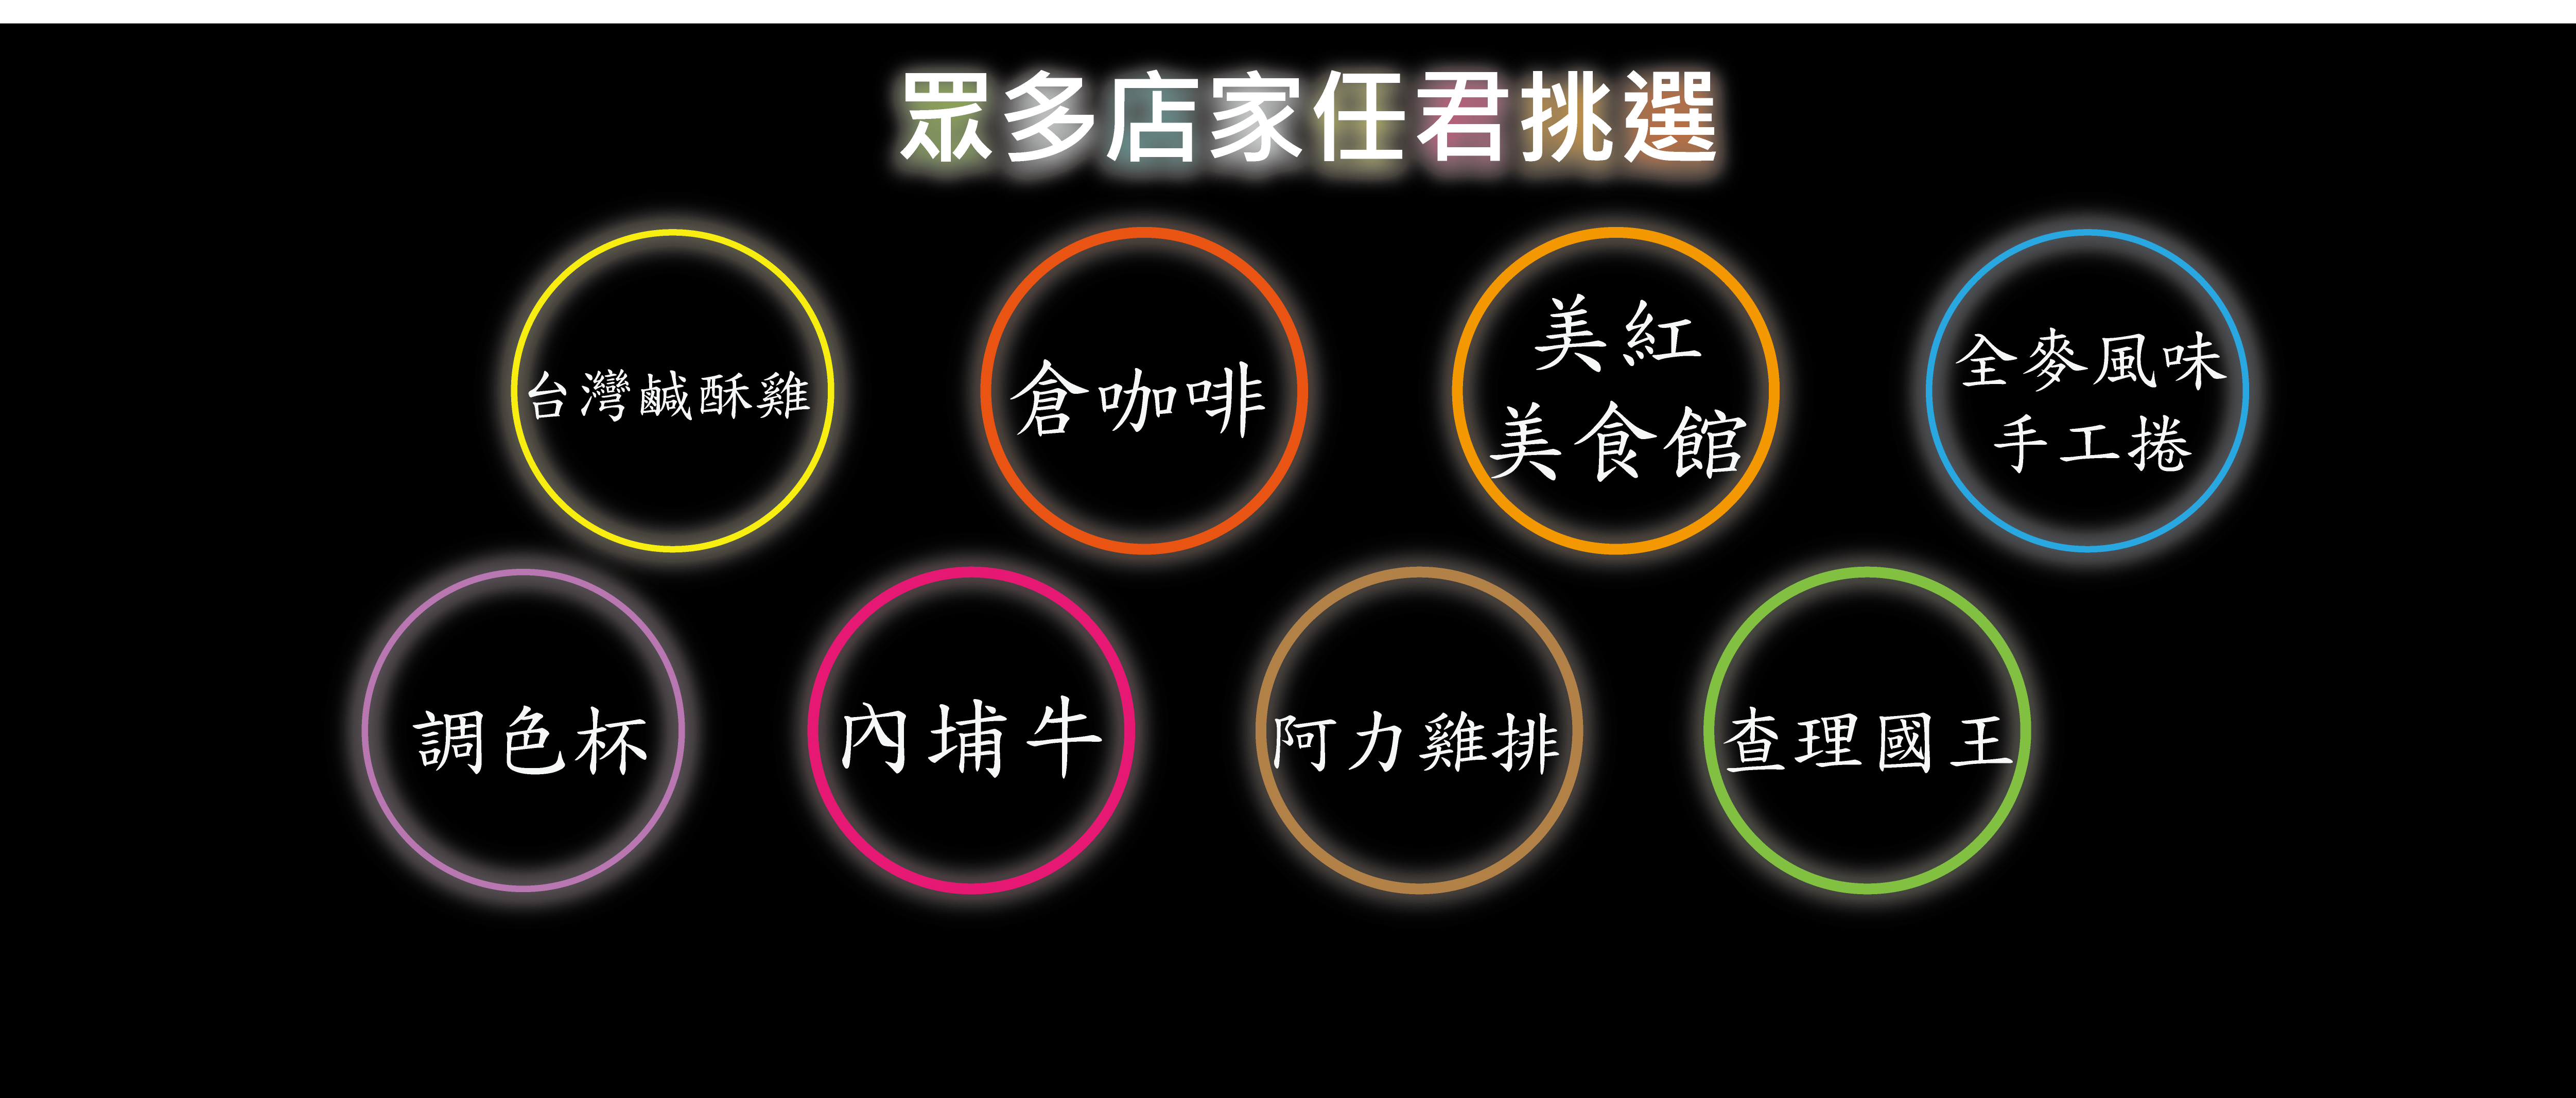 眾多店家任君挑選
台灣鹹酥雞
倉咖啡
美紅
美食館
全麥風味
手工捲
調色杯
內埔牛
阿力雞排
查理國王